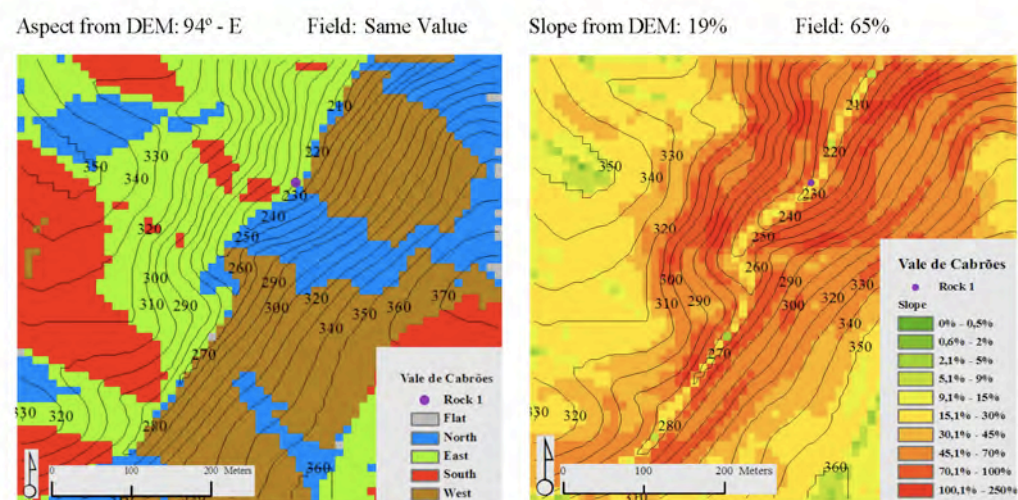 Aspect from DEM: 94º - E
Field: Same Value
Slope from DEM: 19%
Field: 65%
210
220
330
350
340
230
240
320
250
260
300
290
310
290
300
320
370
360
350
340
270
330
320
280
360
0 100 200 Meters
Vale de Cabrões
Rock 1
Flat
North
East
South
West
210
220
330
350
340
230
240
320
250
260
300
290
310
290
300
320
330
340
350
270
330
320
280
360
0 100 200 Meters
Vale de Cabrões
Rock 1
Slope
0% - 0,5%
0,6% - 2%
2,1% - 5%
5,1% - 9%
9,1% - 15%
15,1% - 30%
30,1% - 45%
45,1% - 70%
70,1% - 100%
100,1% - 250%